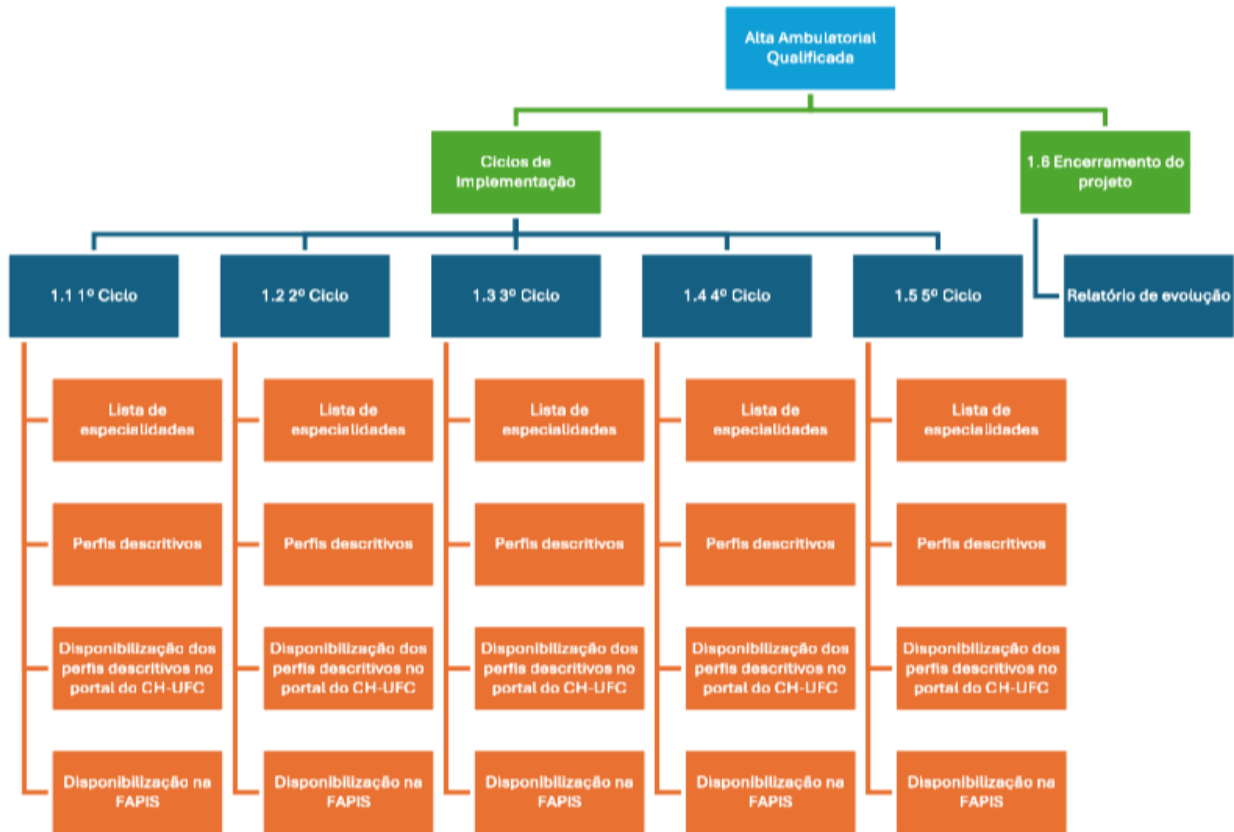 Alta Ambulatorial
Qualificada
Ciclos de
Implementação
1.6 Encerramento do
projeto
1.1 1º Ciclo
1.2 2º Ciclo
1.3 3º Ciclo
1.4 4º Ciclo
1.5 5º Ciclo
Relatório de evolução
Lista de
especialidades
Lista de
especialidades
Lista de
especialidades
Lista de
especialidades
Lista de
especialidades
Perfis descritivos
Perfis descritivos
Perfis descritivos
Perfis descritivos
Perfis descritivos
Disponibilização dos
perfis descritivos no
portal do CH-UFC
Disponibilização dos
perfis descritivos no
portal do CH-UFC
Disponibilização dos
perfis descritivos no
portal do CH-UFC
Disponibilização dos
perfis descritivos no
portal do CH-UFC
Disponibilização dos
perfis descritivos no
portal do CH-UFC
Disponibilização na
FAPIS
Disponibilização na
FAPIS
Disponibilização na
FAPIS
Disponibilização na
FAPIS
Disponibilização na
FAPIS